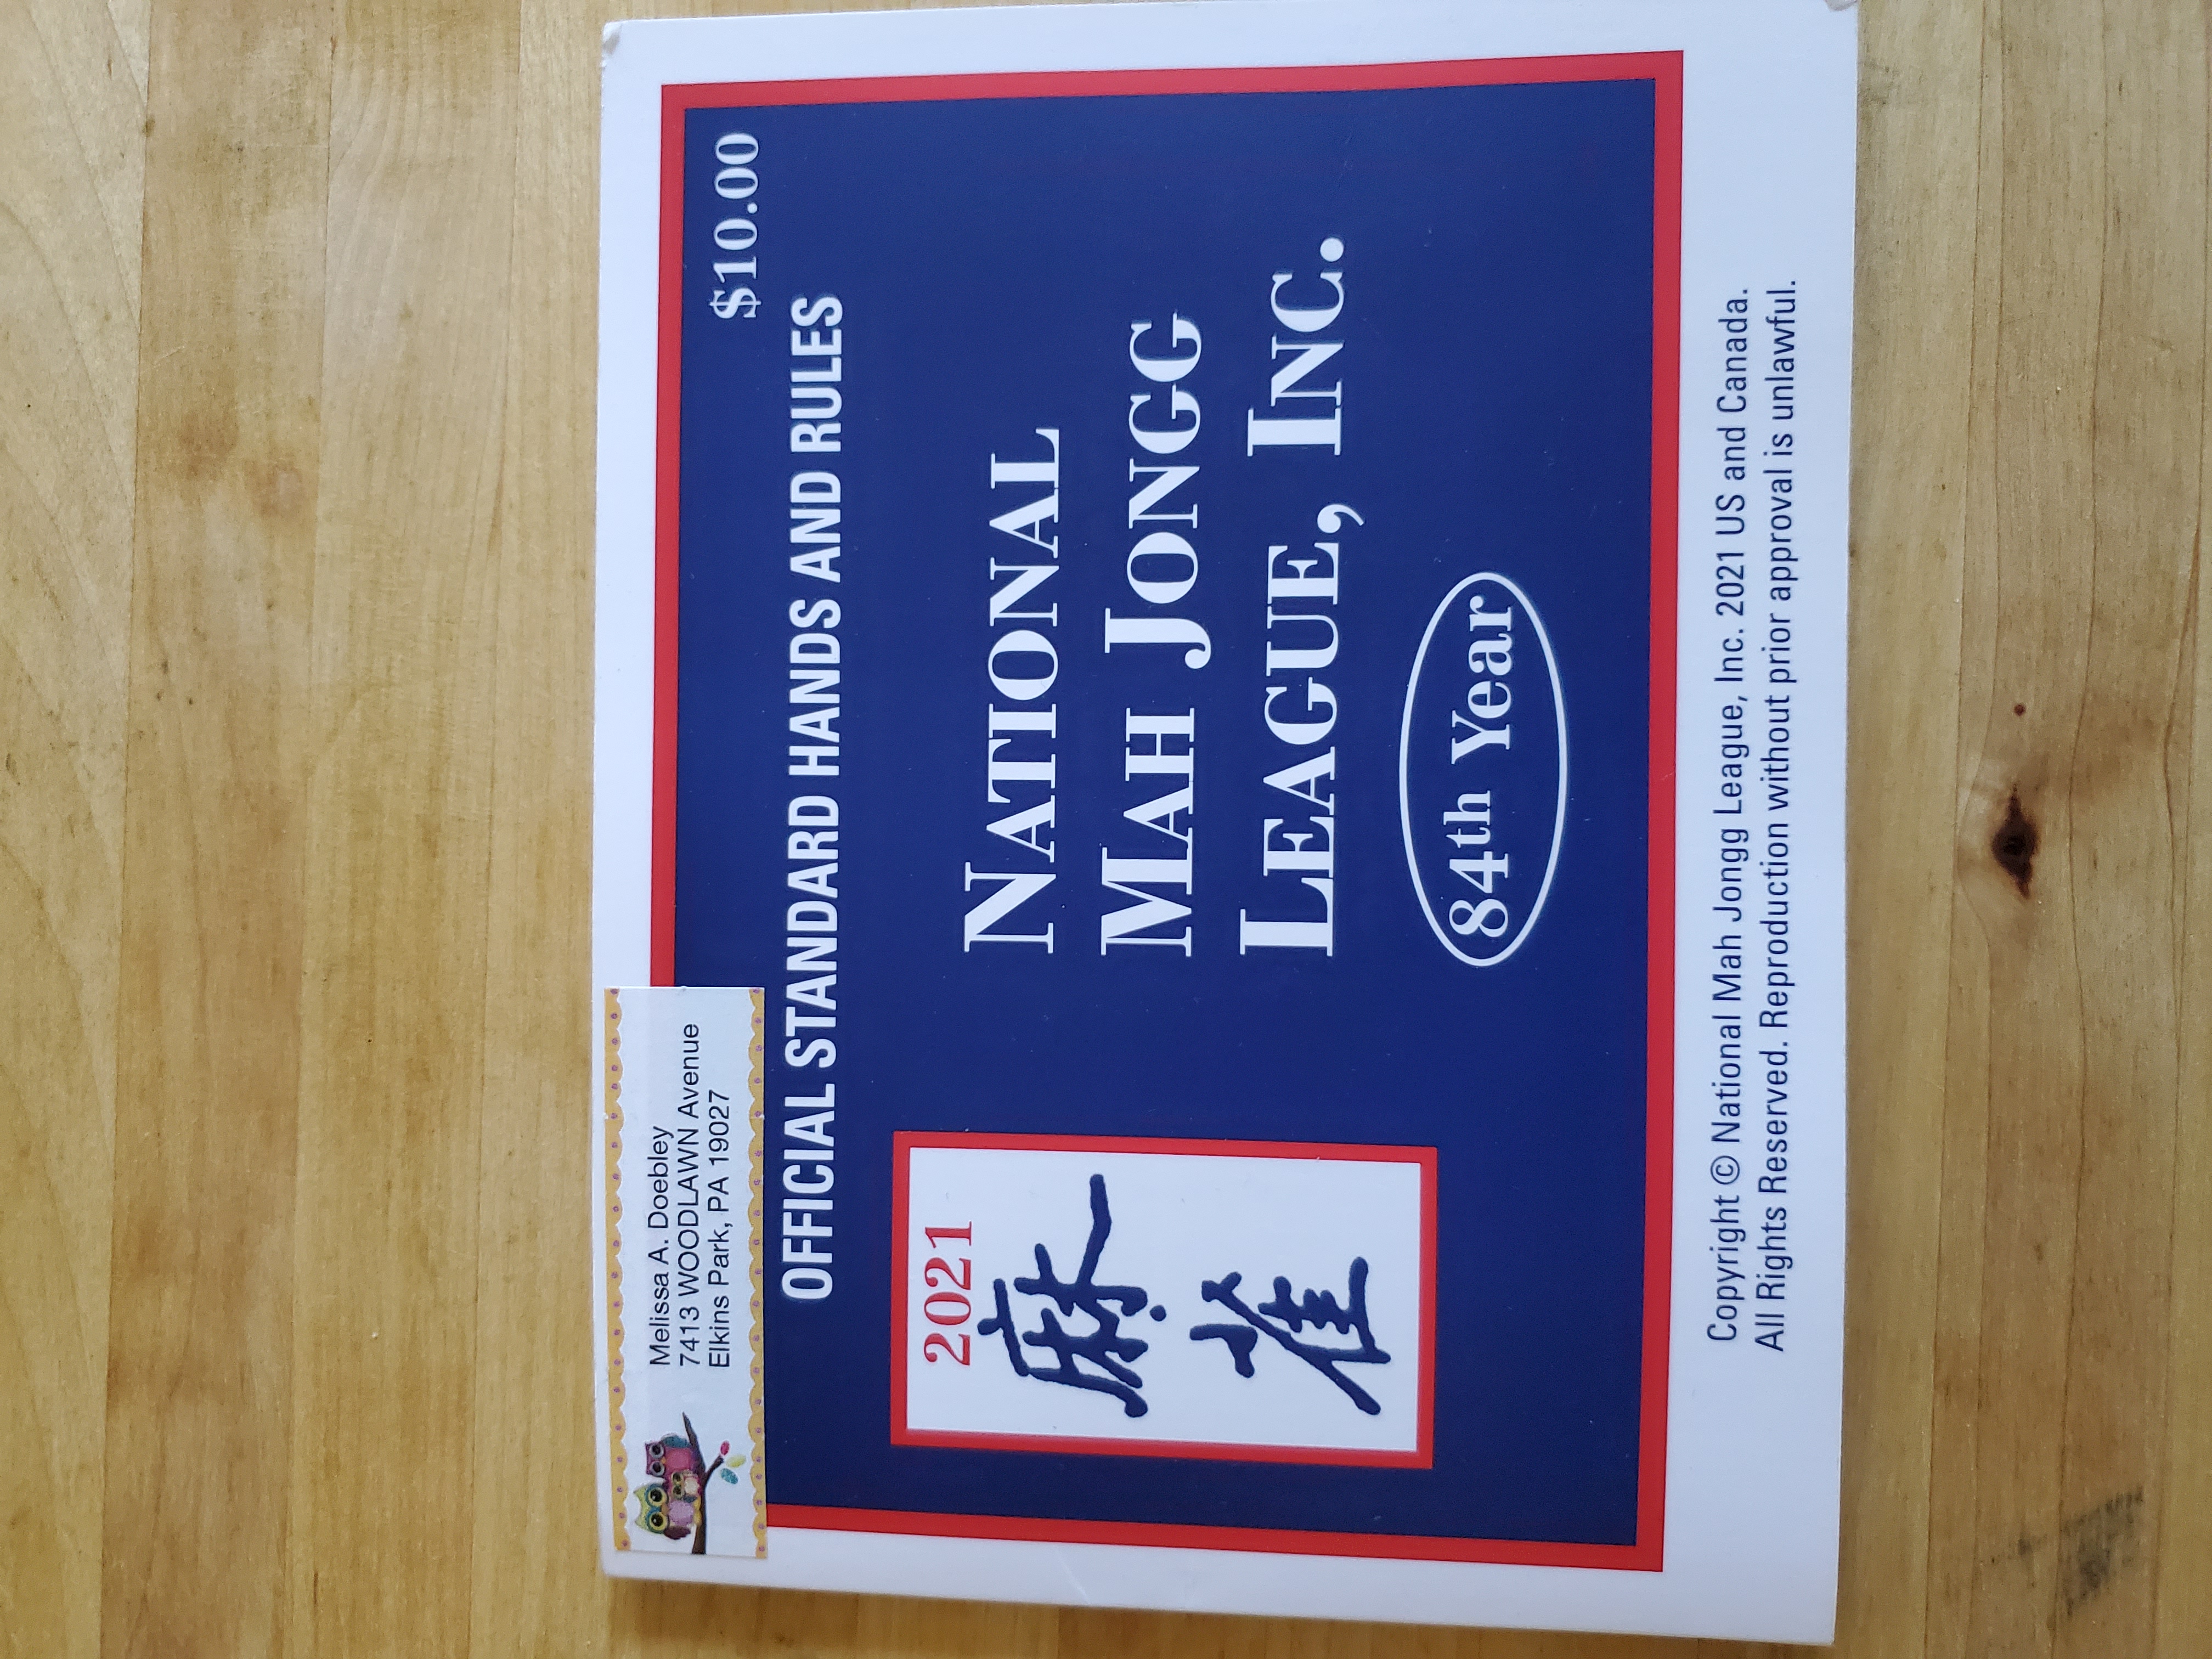 Melissa A. Doebley
7413 WOODLAWN Avenue
Elkins Park, PA 19027
$10.00
OFFICIAL STANDARD HANDS AND RULES
2021
麻
雀
NATIONAL
MAH JONGG
LEAGUE, INC.
84th Year
Copyright © National Mah Jongg League, Inc. 2021 US and Canada.
All Rights Reserved. Reproduction without prior approval is unlawful.